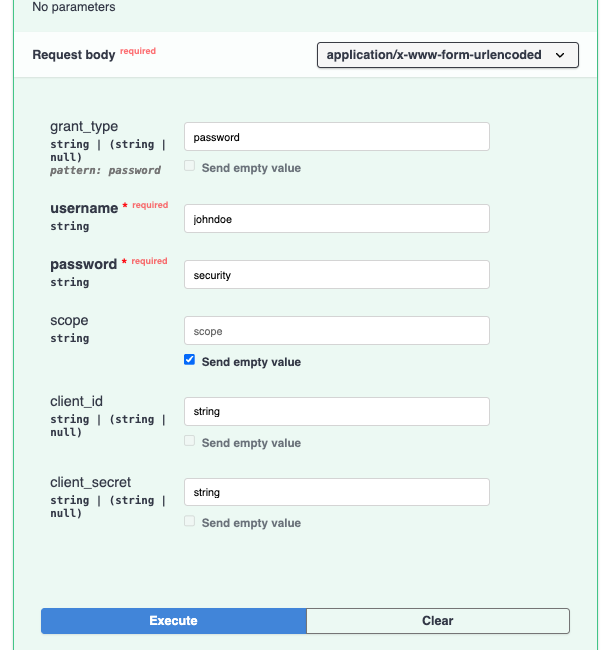 No parameters
Request body required
application/x-www-form-urlencoded
grant_type
string | (string |
null)
pattern: password
password
Send empty value
username * required
string
johndoe
password * required
string
security
scope
string
scope
Send empty value
client_id
string | (string |
null)
string
Send empty value
client_secret
string | (string |
null)
string
Send empty value
Execute
Clear